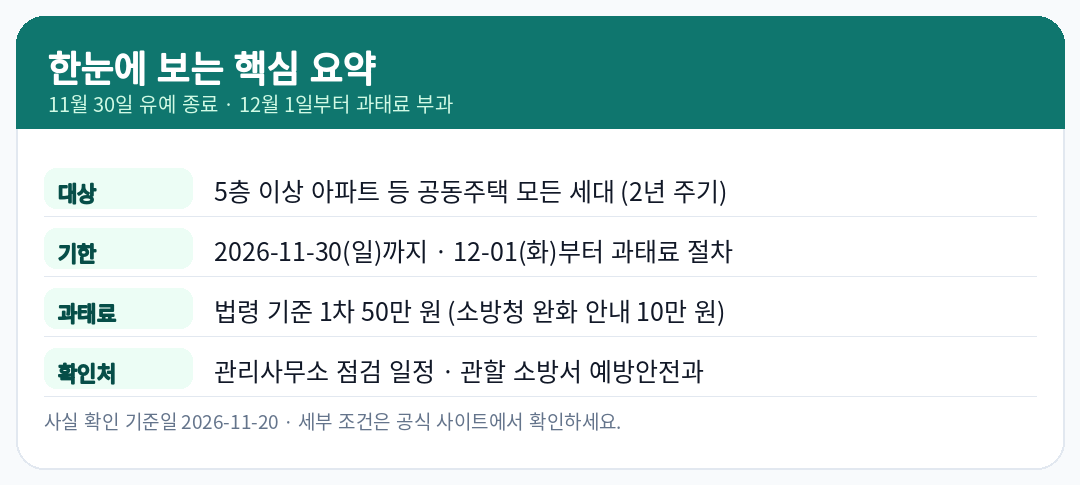 한눈에 보는 핵심 요약
11월 30일 유예 종료 · 12월 1일부터 과태료 부과
대상
5층 이상 아파트 등 공동주택 모든 세대 (2년 주기)
기한
2026-11-30(일)까지 · 12-01(화)부터 과태료 절차
과태료
법령 기준 1차 50만 원 (소방청 완화 안내 10만 원)
확인처
관리사무소 점검 일정 · 관할 소방서 예방안전과
사실 확인 기준일 2026-11-20 · 세부 조건은 공식 사이트에서 확인하세요.